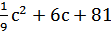 1/9 c² + 6c + 81